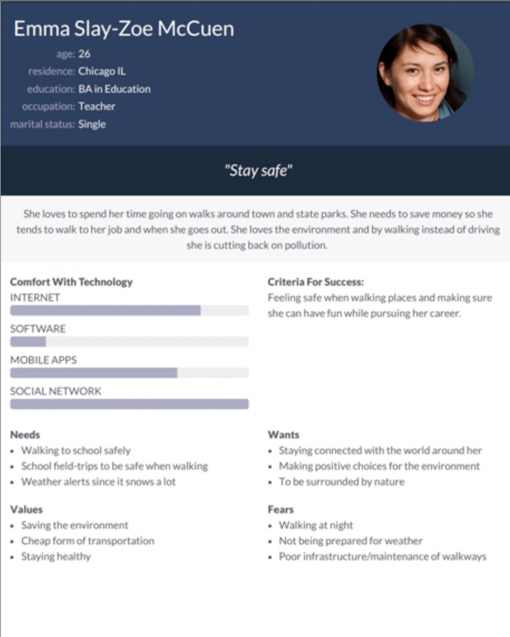 Emma Slay-Zoe McCuen
age: 26
residence: Chicago IL
education: BA in Education
occupation: Teacher
marital status: Single
"Stay safe"
She loves to spend her time going on walks around town and state parks. She needs to save money so she
tends to walk to her job and when she goes out. She loves the environment and by walking instead of driving
she is cutting back on pollution.
Comfort With Technology
INTERNET
SOFTWARE
MOBILE APPS
SOCIAL NETWORK
Criteria For Success:
Feeling safe when walking places and making sure
she can have fun while pursuing her career.
Needs
• Walking to school safely
• School field-trips to be safe when walking
• Weather alerts since it snows a lot
Wants
• Staying connected with the world around her
• Making positive choices for the environment
• To be surrounded by nature
Values
• Saving the environment
• Cheap form of transportation
• Staying healthy
Fears
• Walking at night
• Not being prepared for weather
• Poor infrastructure/maintenance of walkways